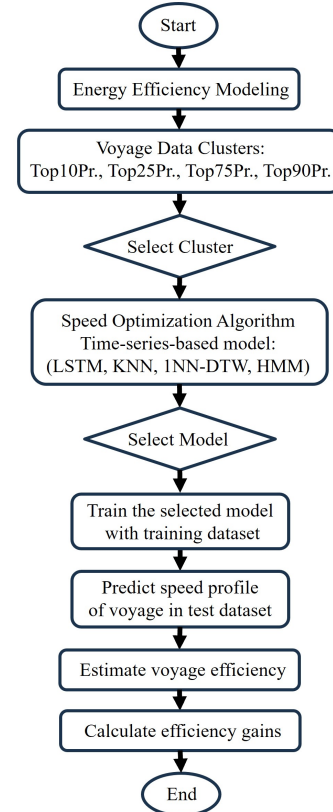 Start
Energy Efficiency Modeling
Voyage Data Clusters:
Top10Pr., Top25Pr., Top75Pr., Top90Pr.
Select Cluster
Speed Optimization Algorithm
Time-series-based model:
(LSTM, KNN, 1NN-DTW, HMM)
Select Model
Train the selected model
with training dataset
Predict speed profile
of voyage in test dataset
Estimate voyage efficiency
Calculate efficiency gains
End